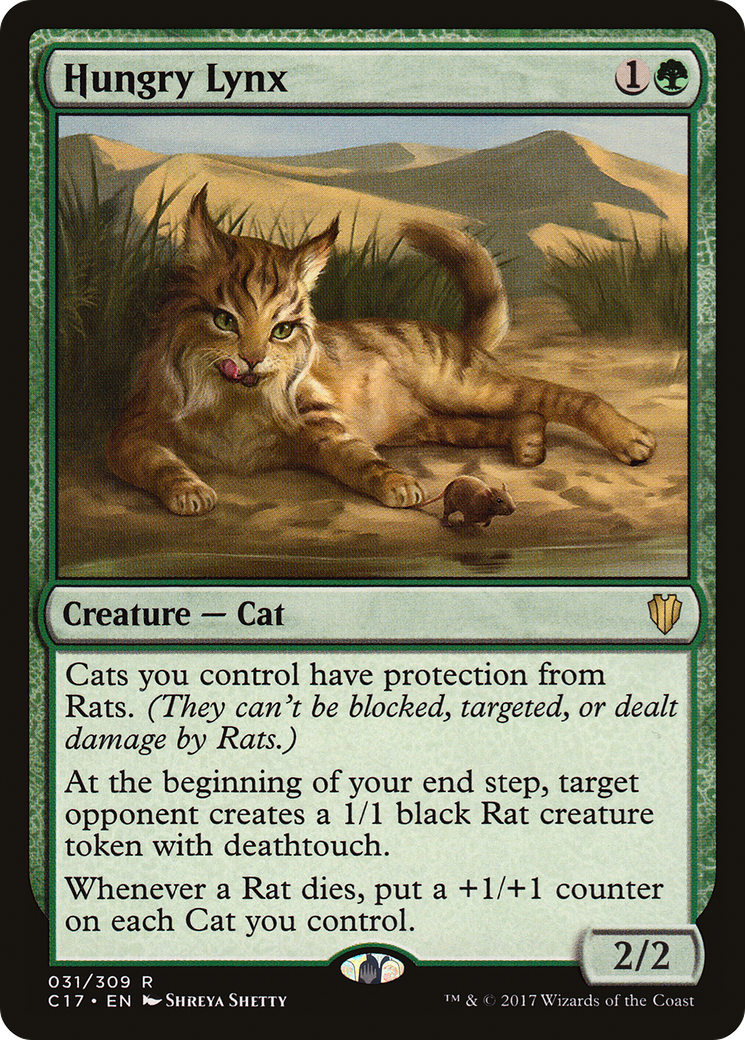 Hungry Lynx 1
Creature — Cat
Cats you control have protection from
Rats. (They can't be blocked, targeted, or dealt
damage by Rats.)
At the beginning of your end step, target
opponent creates a 1/1 black Rat creature
token with deathtouch.
Whenever a Rat dies, put a +1/+1 counter
on each Cat you control.
2/2
031/309 R
C17 • EN Shreya Shetty
™ & © 2017 Wizards of the Coast